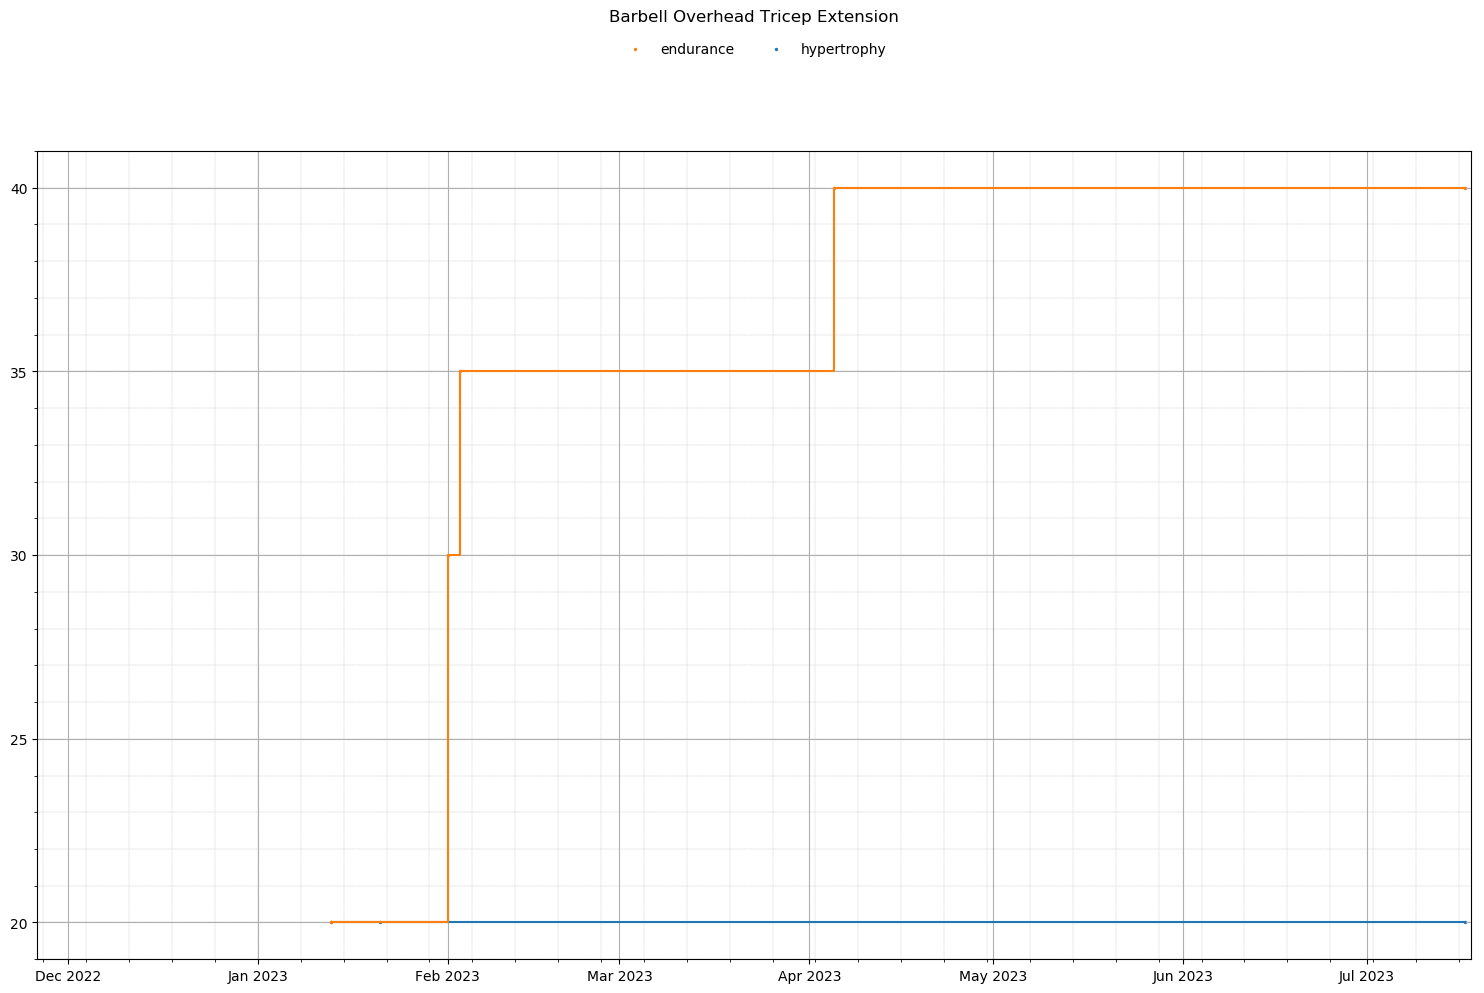 Barbell Overhead Tricep Extension
endurance hypertrophy
40
35
30
25
20
Dec 2022 Jan 2023 Feb 2023 Mar 2023 Apr 2023 May 2023 Jun 2023 Jul 2023